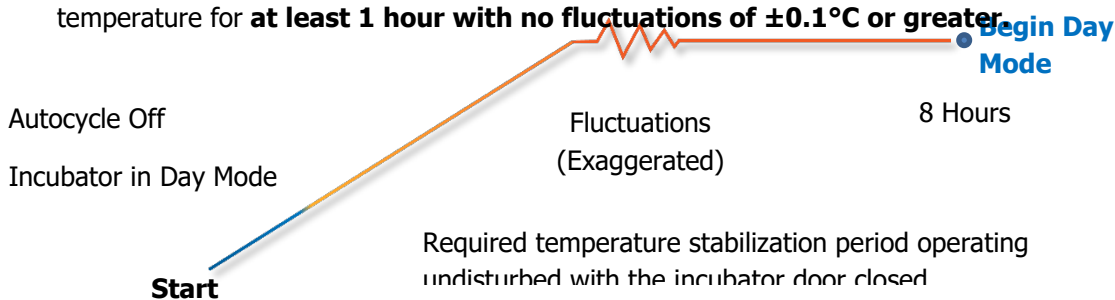 temperature for at least 1 hour with no fluctuations of ±0.1°C or greater.
Begin Day
Mode
Autocycle Off
Fluctuations
(Exaggerated)
8 Hours
Incubator in Day Mode
Required temperature stabilization period operating
undisturbed with the incubator door closed
Start